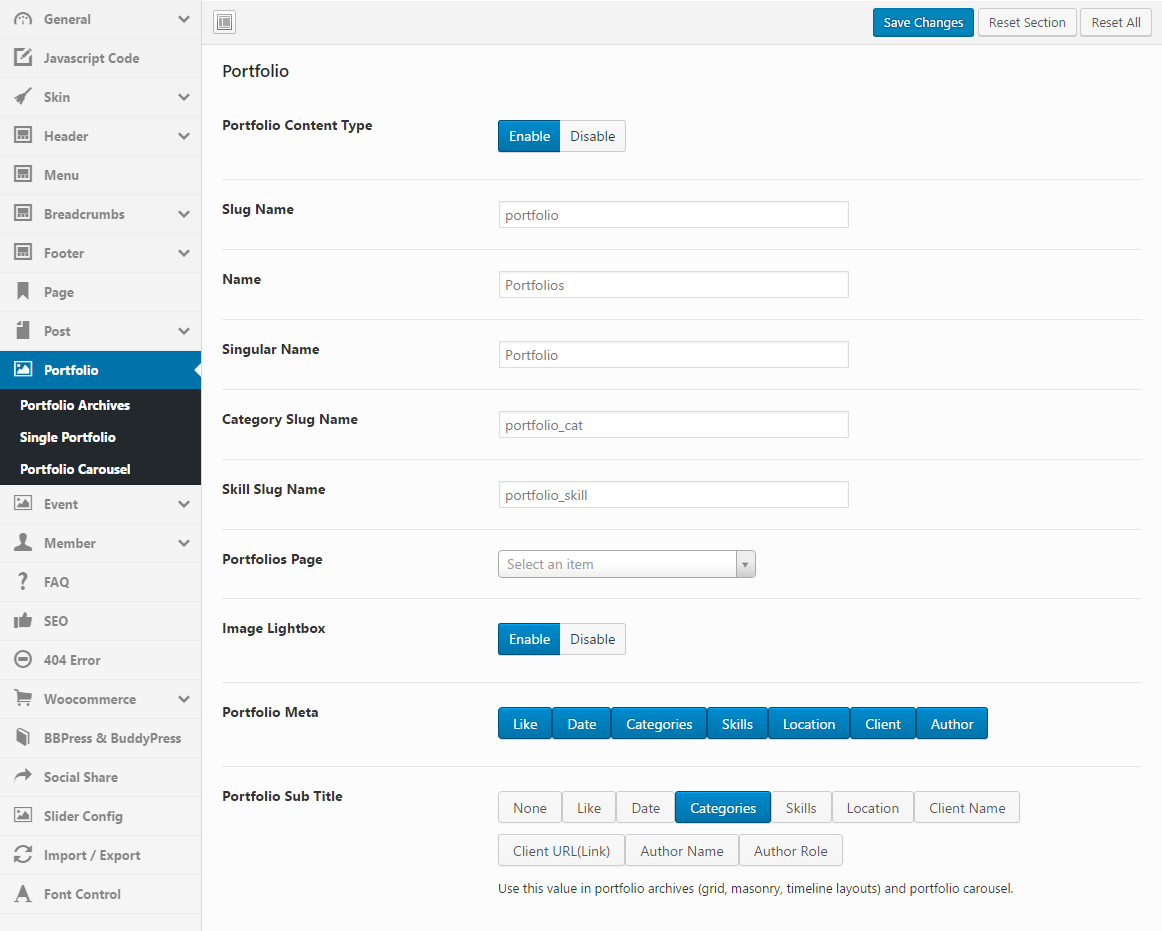 General
Javascript Code
Skin
Header
Menu
Breadcrumbs
Footer
Page
Post
Portfolio
Portfolio Archives
Single Portfolio
Portfolio Carousel
Event
Member
FAQ
SEO
404 Error
Woocommerce
BBPress & BuddyPress
Social Share
Slider Config
Import / Export
Font Control
Save Changes Reset Section Reset All
Portfolio
Portfolio Content Type Enable Disable
Slug Name portfolio
Name Portfolios
Singular Name Portfolio
Category Slug Name portfolio_cat
Skill Slug Name portfolio_skill
Portfolios Page Select an item
Image Lightbox Enable Disable
Portfolio Meta Like Date Categories Skills Location Client Author
Portfolio Sub Title None Like Date Categories Skills Location Client Name
Client URL(Link) Author Name Author Role
Use this value in portfolio archives (grid, masonry, timeline layouts) and portfolio carousel.